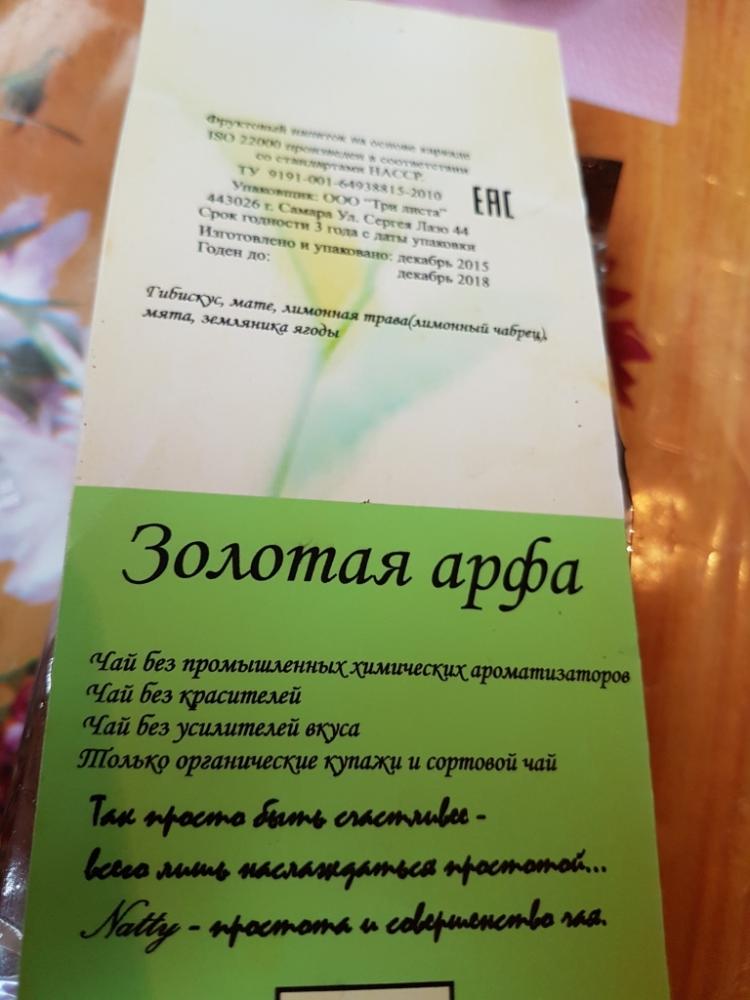 Фруктовый напиток на основе каркаде
ISO 22000 произведен в соответствии
со стандартами НАССР.
ТУ 9191-001-64938815-2010
Упаковщик: ООО "Три листа"
443026 г. Самара Ул. Сергея Лазо 44
Срок годности 3 года с даты упаковки
Изготовлено и упаковано: декабрь 2015
Годен до: декабрь 2018
EAC
Гибискус, мате, лимонная трава(лимонный чабрец),
мята, земляника ягоды
Золотая арфа
Чай без промышленных химических ароматизаторов
Чай без красителей
Чай без усилителей вкуса
Только органические купажи и сортовой чай
Так просто быть счастливее -
всего лишь наслаждаться простотой...
Natty - простота и совершенство чая.